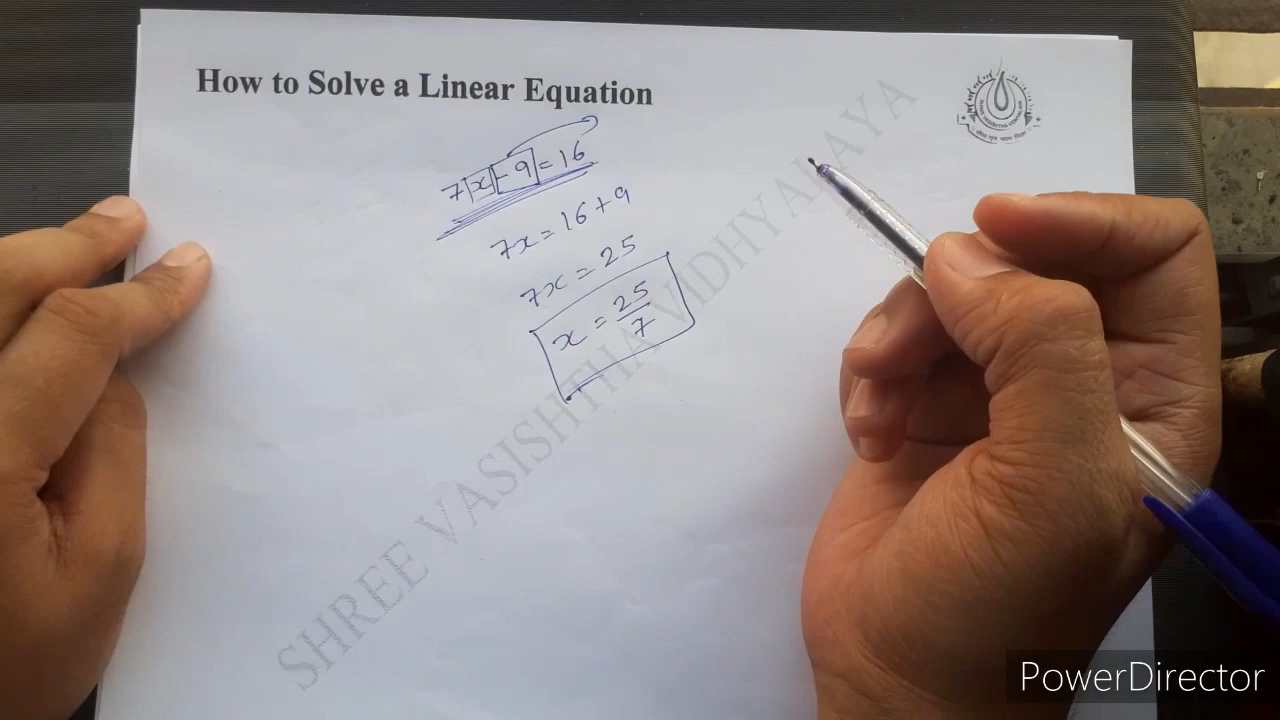 How to Solve a Linear Equation
7x - 9 = 16
7x = 16 + 9
7x = 25
x = 25/7
SHREE VASISHTHA VIDHYALAYA
PowerDirector